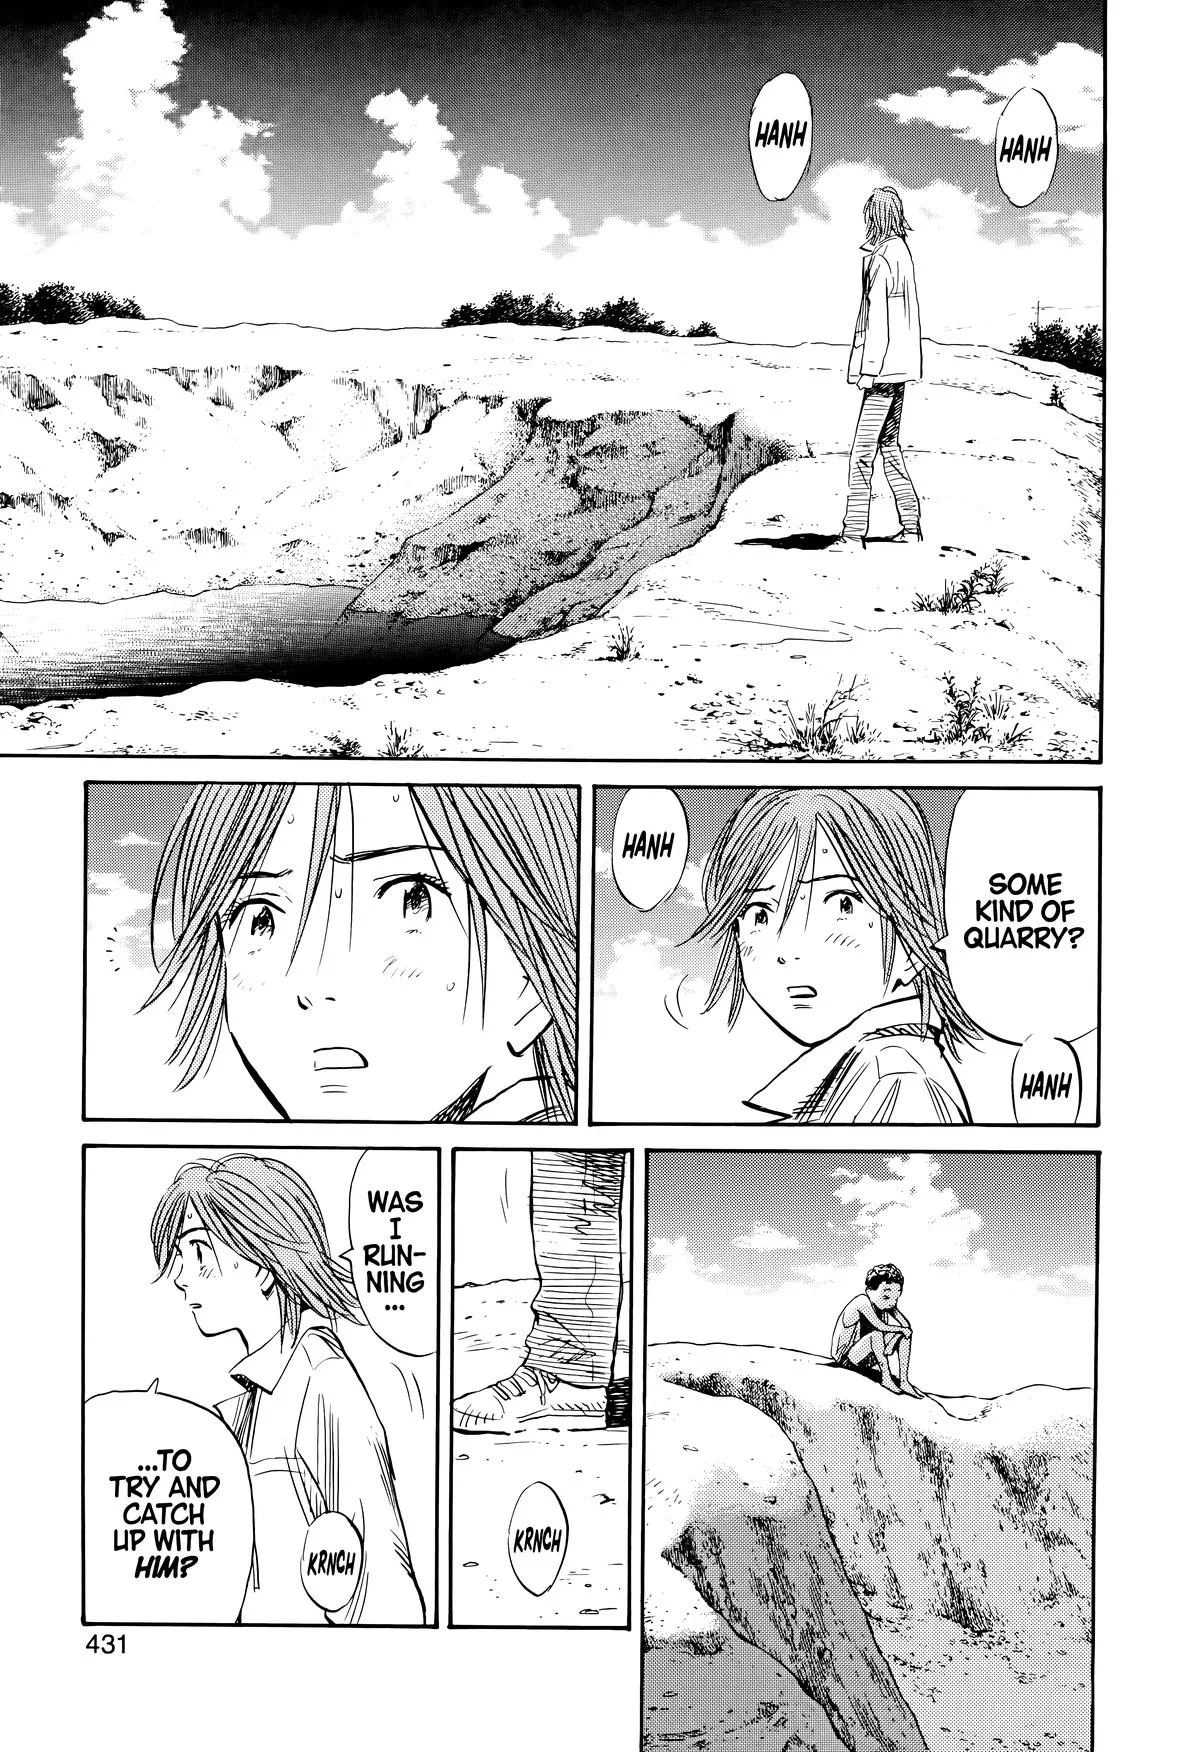 HANH
HANH
SOME
KIND OF
QUARRY?
HANH
HANH
KRNCH
WAS
I
RUN-
NING
...
...TO
TRY AND
CATCH
UP WITH
HIM?
KRNCH
431